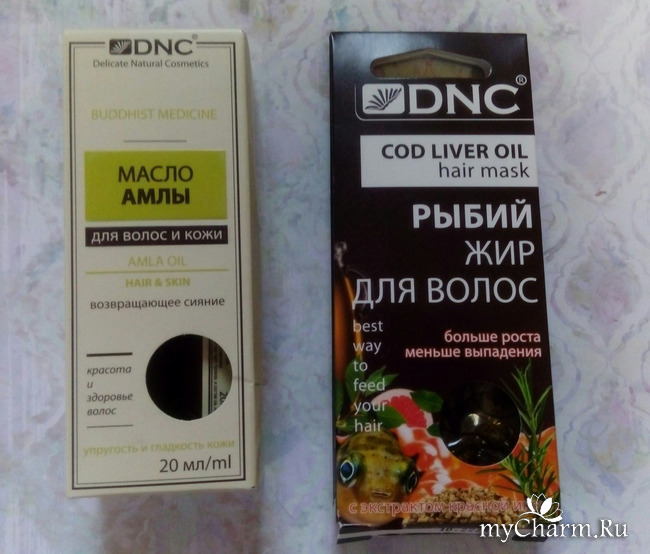 DNC
Delicate Natural Cosmetics
BUDDHIST MEDICINE
МАСЛО
АМЛЫ
для волос и кожи
AMLA OIL
HAIR & SKIN
возвращающее сияние
красота
и
здоровье
волос
упругость и гладкость кожи
20 мл/ml
DNC®
COD LIVER OIL
hair mask
РЫБИЙ
ЖИР
ДЛЯ ВОЛОС
best
way
to
feed
your
hair
больше роста
меньше выпадения
с экстрактом красной и
myCharm.Ru